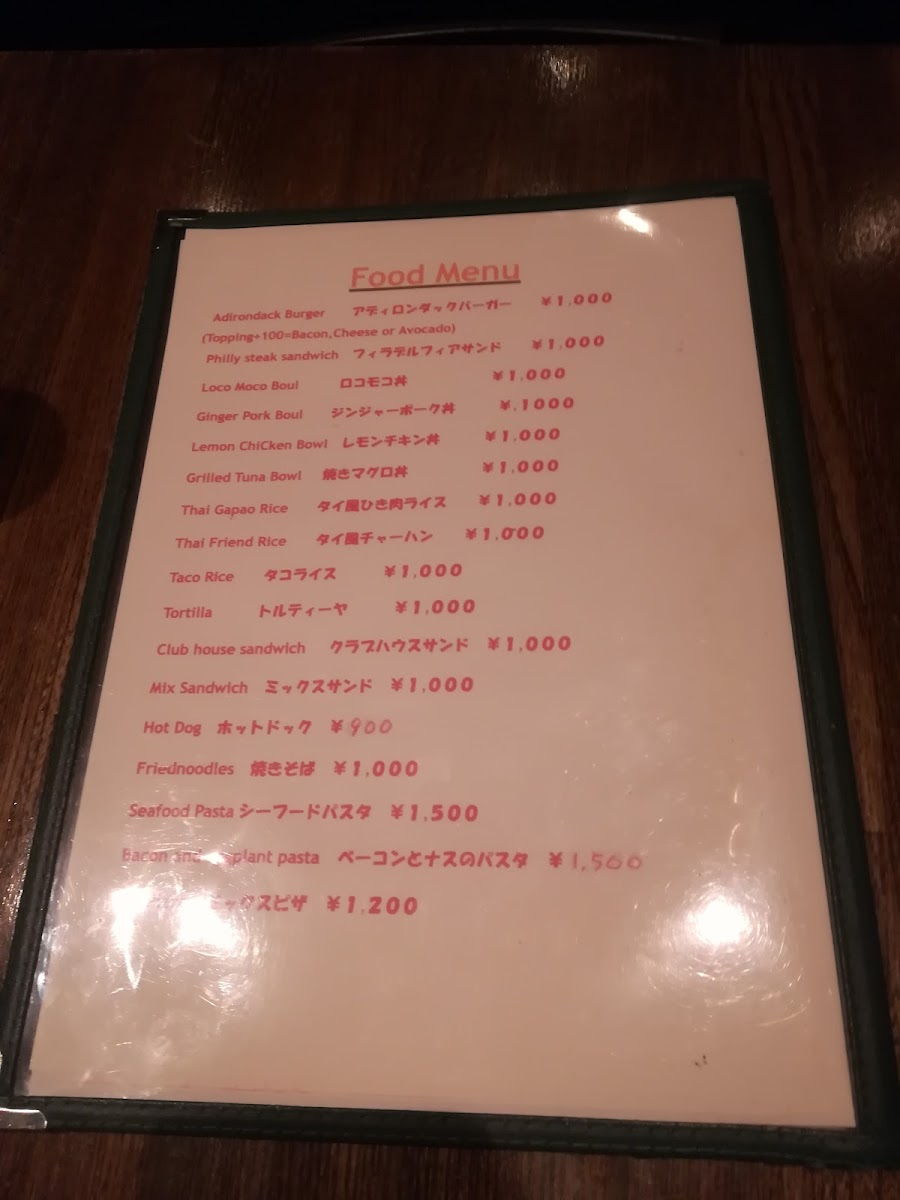 Food Menu
Adirondack Burger アディロンダックバーガー ￥1,000
(Topping+100=Bacon,Cheese or Avocado)
Philly steak sandwich フィラデルフィアサンド ￥1,000
Loco Moco Boul ロコモコ丼 ￥1,000
Ginger Pork Boul ジンジャーポーク丼 ￥,1000
Lemon ChiCken Bowl レモンチキン丼 ￥1,000
Grilled Tuna Bowl 焼きマグロ丼 ￥1,000
Thai Gapao Rice タイ風ひき肉ライス ￥1,000
Thai Friend Rice タイ風チャーハン ￥1,000
Taco Rice タコライス ￥1,000
Tortilla トルティーヤ ￥1,000
Club house sandwich クラブハウスサンド ￥1,000
Mix Sandwich ミックスサンド ￥1,000
Hot Dog ホットドック ￥900
Friednoodles 焼きそば ￥1,000
Seafood Pasta シーフードパスタ ￥1,500
Bacon and pasta ベーコンとナスのパスタ ￥1,500
ミックスピザ ￥1,200